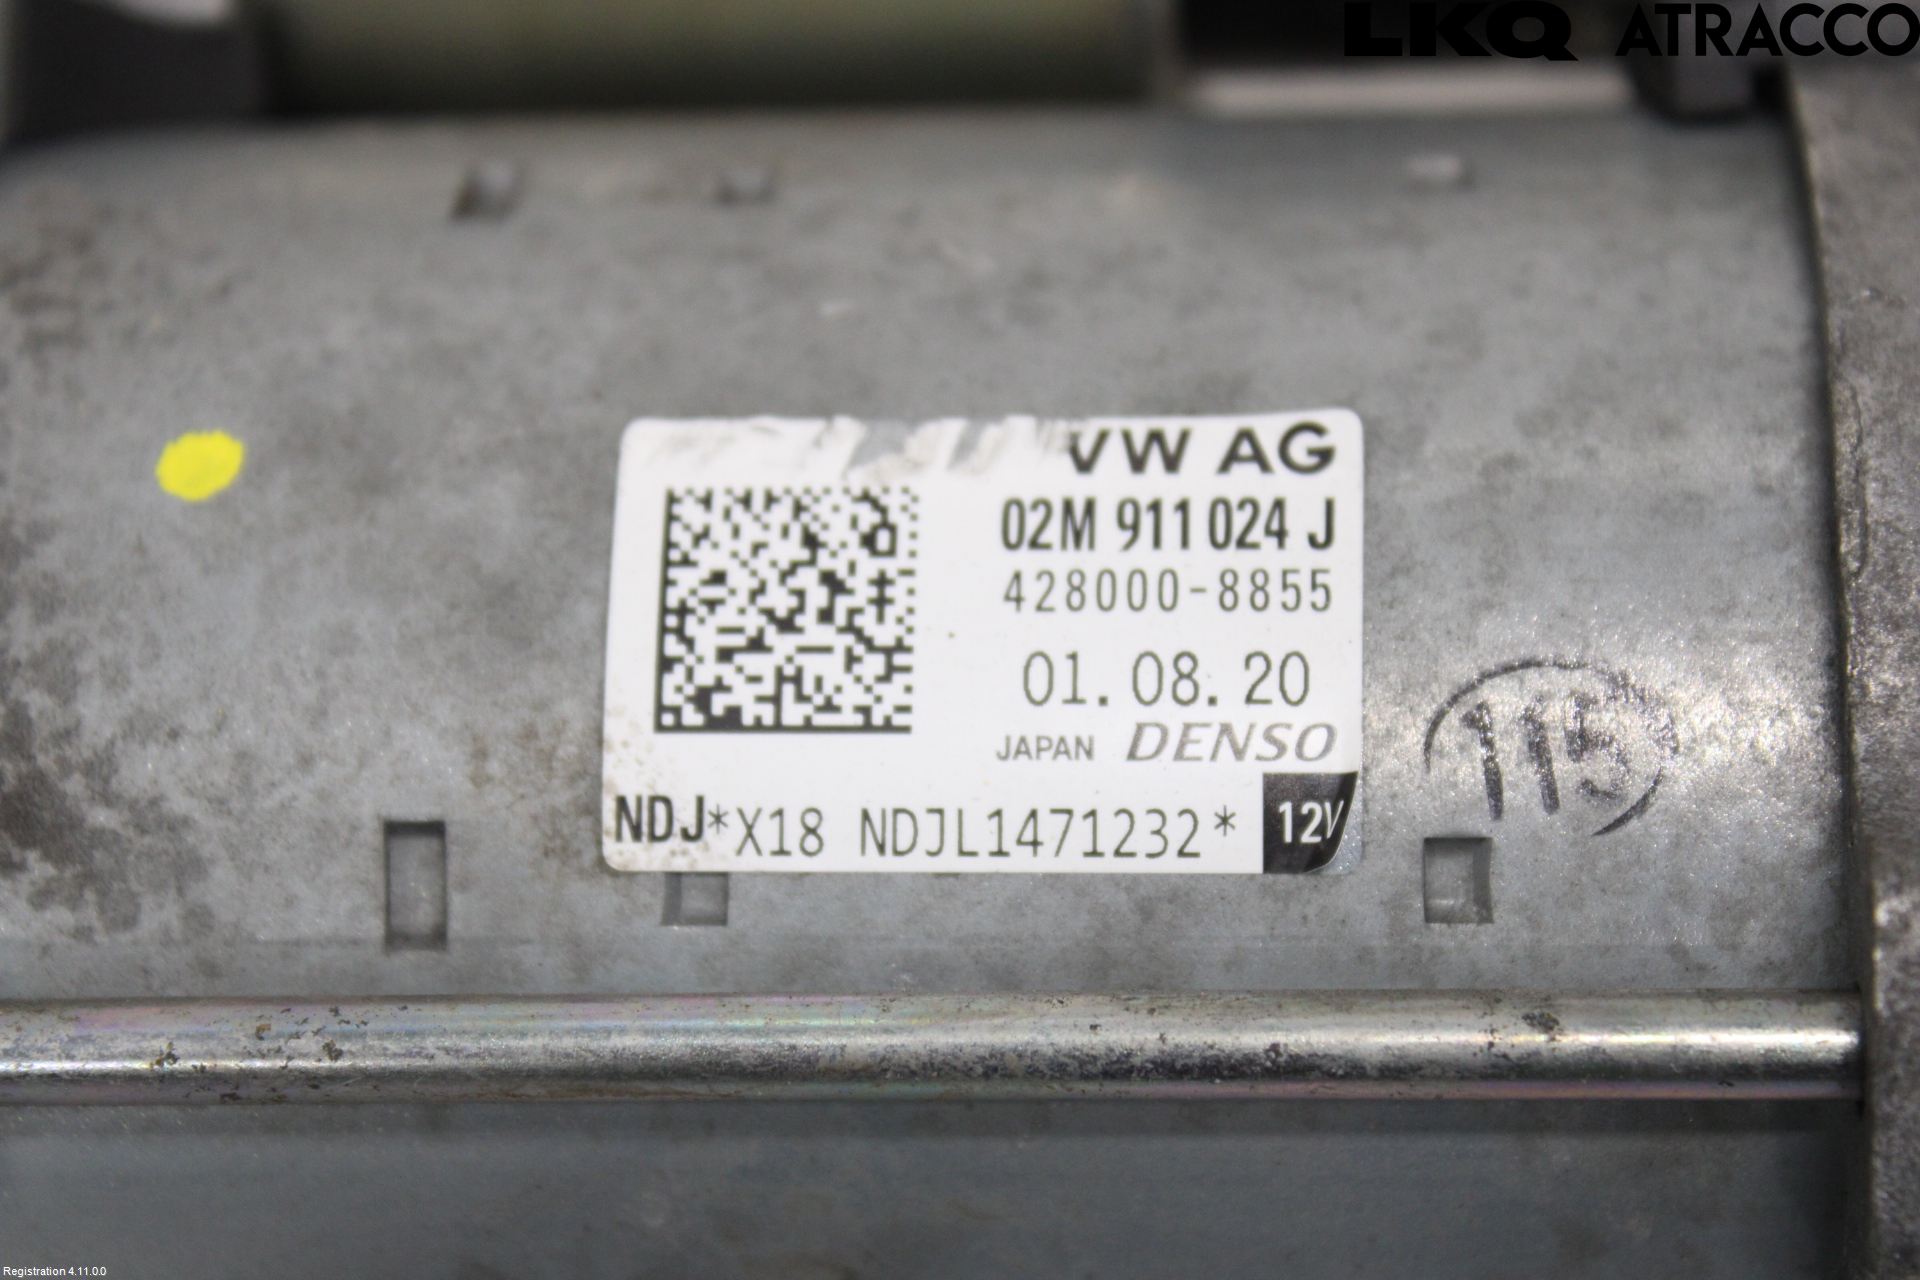 LKQ ATRACCO
VW AG
02M 911 024 J
428000-8855
01.08.20
JAPAN DENSO
NDJ*X18 NDJL1471232*
12V
115
Registration 4.11.0.0